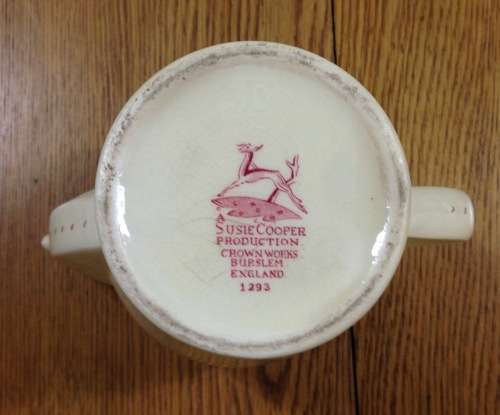 A
SUSIE COOPER
PRODUCTION
CROWN WORKS
BURSLEM
ENGLAND
1293